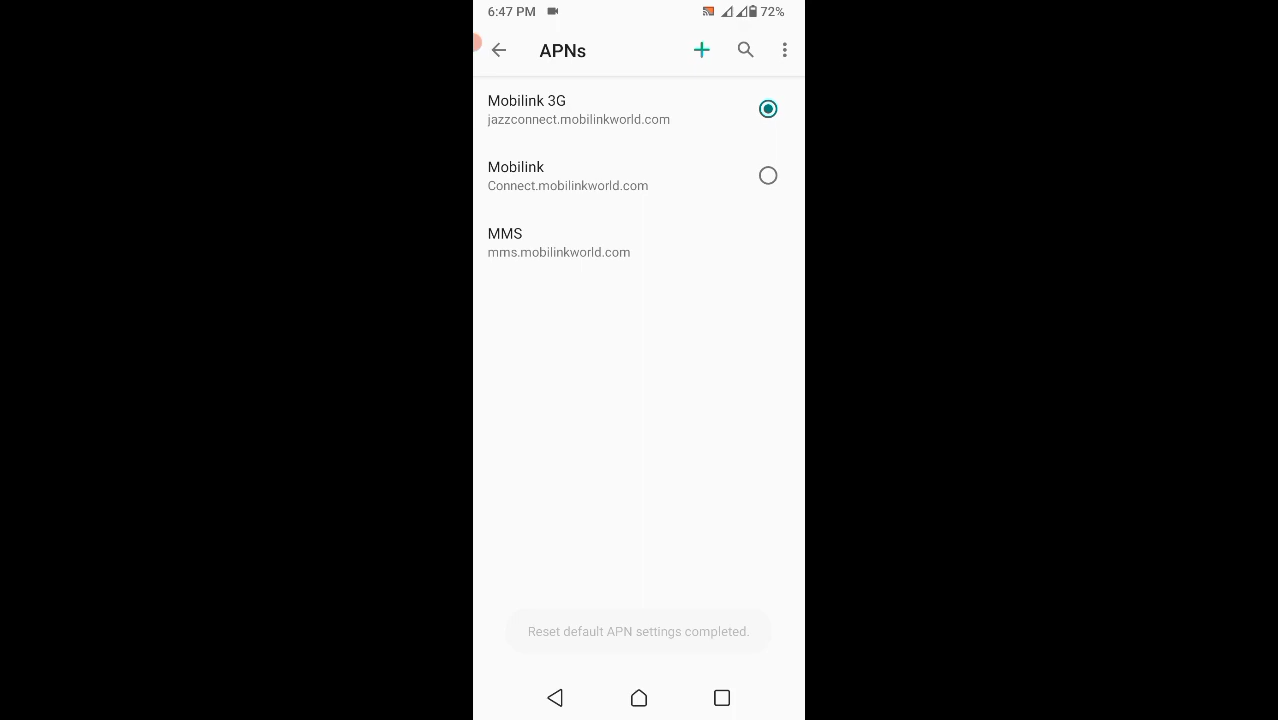 6:47 PM
72%
APNs
Mobilink 3G
jazzconnect.mobilinkworld.com
Mobilink
Connect.mobilinkworld.com
MMS
mms.mobilinkworld.com
Reset default APN settings completed.